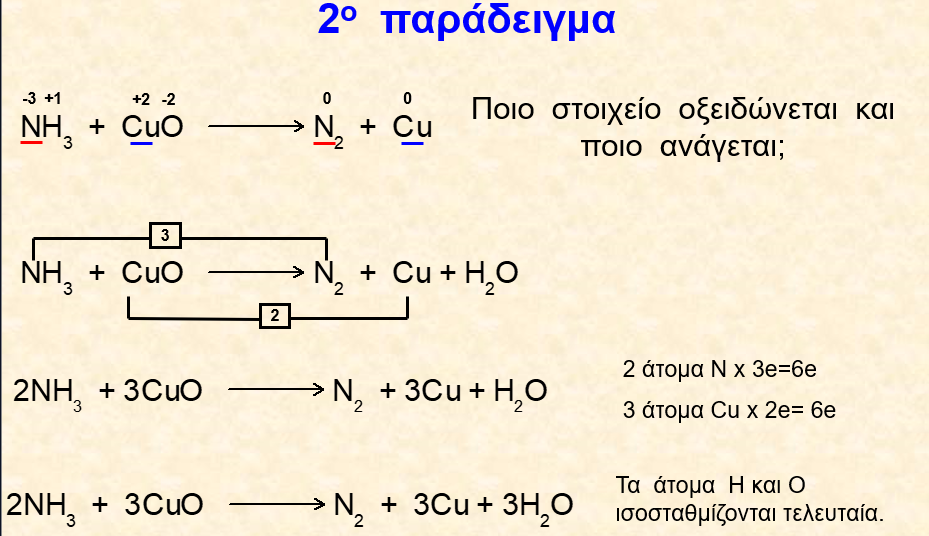 2ο παράδειγμα
-3 +1 +2 -2 0 0
NH3 + CuO → N2 + Cu
Ποιο στοιχείο οξειδώνεται και
ποιο ανάγεται;
3
NH3 + CuO → N2 + Cu + H2O
2
2NH3 + 3CuO → N2 + 3Cu + H2O
2 άτομα N x 3e=6e
3 άτομα Cu x 2e= 6e
2NH3 + 3CuO → N2 + 3Cu + 3H2O
Τα άτομα Η και Ο
ισοσταθμίζονται τελευταία.